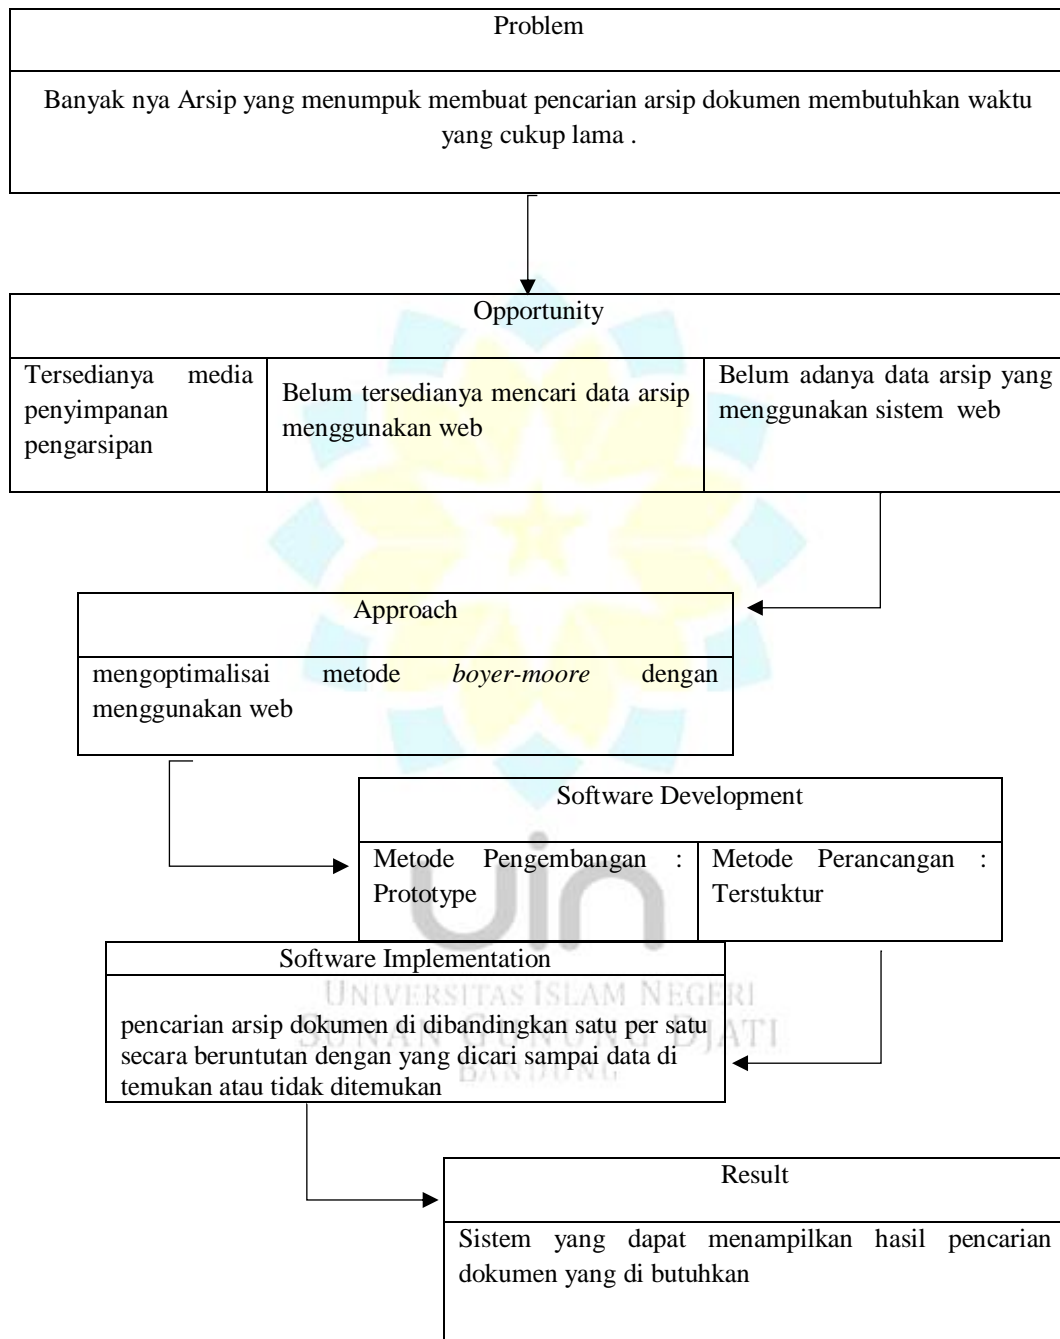 Problem
Banyak nya Arsip yang menumpuk membuat pencarian arsip dokumen membutuhkan waktu
yang cukup lama .
Opportunity
Tersedianya media
penyimpanan
pengarsipan
Belum tersedianya mencari data arsip
menggunakan web
Belum adanya data arsip yang
menggunakan sistem web
Approach
mengoptimalisai metode boyer-moore dengan
menggunakan web
Software Development
Metode Pengembangan :
Prototype
Metode Perancangan :
Terstuktur
uin
Software Implementation
UNIVERSITAS ISLAM NEGERI
pencarian arsip dokumen di dibandingkan satu per satu
SUNAN GUNUNG DJATI
secara beruntutan dengan yang dicari sampai data di
BANDUNG
temukan atau tidak ditemukan
Result
Sistem yang dapat menampilkan hasil pencarian
dokumen yang di butuhkan